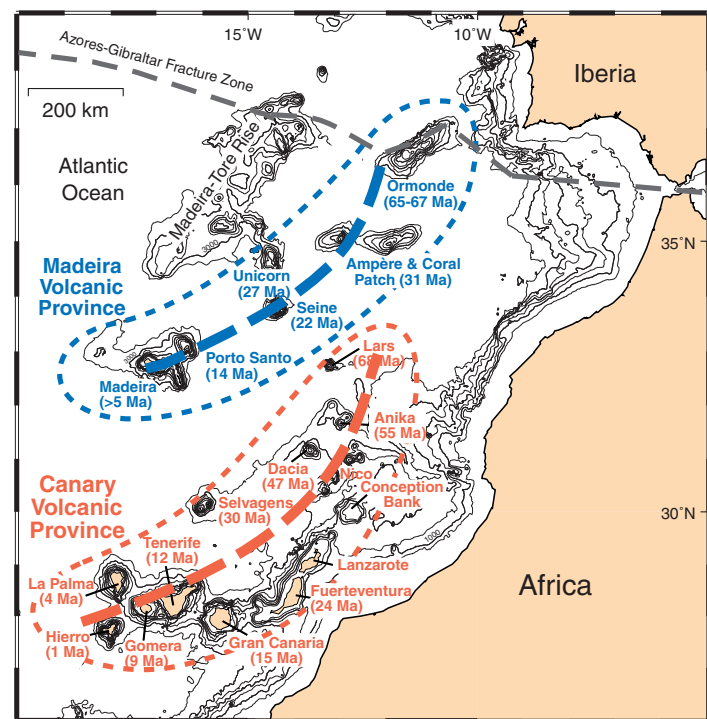 15°W
10°W
Azores-Gibraltar Fracture Zone
Iberia
200 km
Madeira-Tore Rise
Atlantic
Ocean
Ormonde
(65-67 Ma)
3000
35°N
Madeira
Volcanic
Province
Unicorn
(27 Ma)
Ampère & Coral
Patch (31 Ma)
Seine
(22 Ma)
Lars
(68 Ma)
Porto Santo
(14 Ma)
Madeira
(>5 Ma)
Anika
(55 Ma)
Dacia
(47 Ma)
Nico
Conception
Bank
Canary
Volcanic
Province
Selvagens
(30 Ma)
30°N
1000
Tenerife
(12 Ma)
Lanzarote
La Palma
(4 Ma)
Fuerteventura
(24 Ma)
Africa
Hierro
(1 Ma)
Gomera
(9 Ma)
Gran Canaria
(15 Ma)